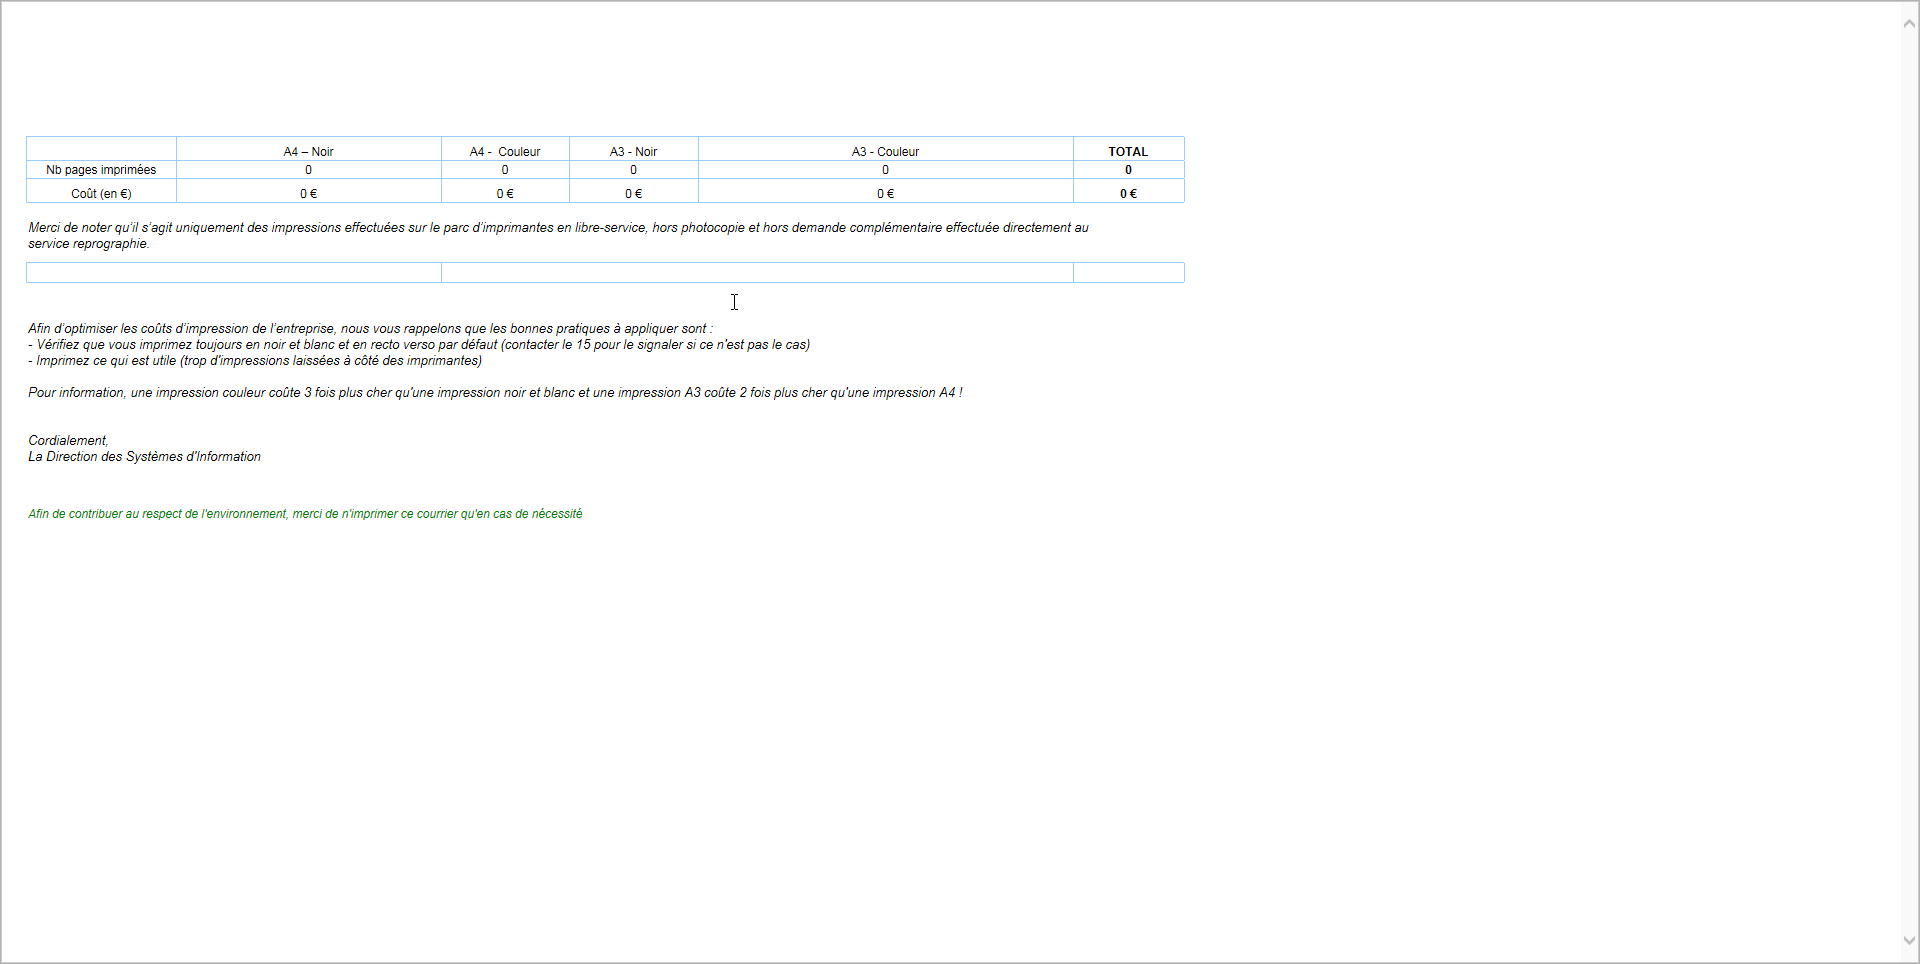 A4 – Noir A4 - Couleur A3 - Noir A3 - Couleur TOTAL
Nb pages imprimées 0 0 0 0 0
Coût (en €) 0 € 0 € 0 € 0 € 0 €
Merci de noter qu’il s’agit uniquement des impressions effectuées sur le parc d’imprimantes en libre-service, hors photocopie et hors demande complémentaire effectuée directement au
service reprographie.
Afin d’optimiser les coûts d’impression de l’entreprise, nous vous rappelons que les bonnes pratiques à appliquer sont :
- Vérifiez que vous imprimez toujours en noir et blanc et en recto verso par défaut (contacter le 15 pour le signaler si ce n'est pas le cas)
- Imprimez ce qui est utile (trop d'impressions laissées à côté des imprimantes)
Pour information, une impression couleur coûte 3 fois plus cher qu'une impression noir et blanc et une impression A3 coûte 2 fois plus cher qu'une impression A4 !
Cordialement,
La Direction des Systèmes d'Information
Afin de contribuer au respect de l'environnement, merci de n'imprimer ce courrier qu'en cas de nécessité